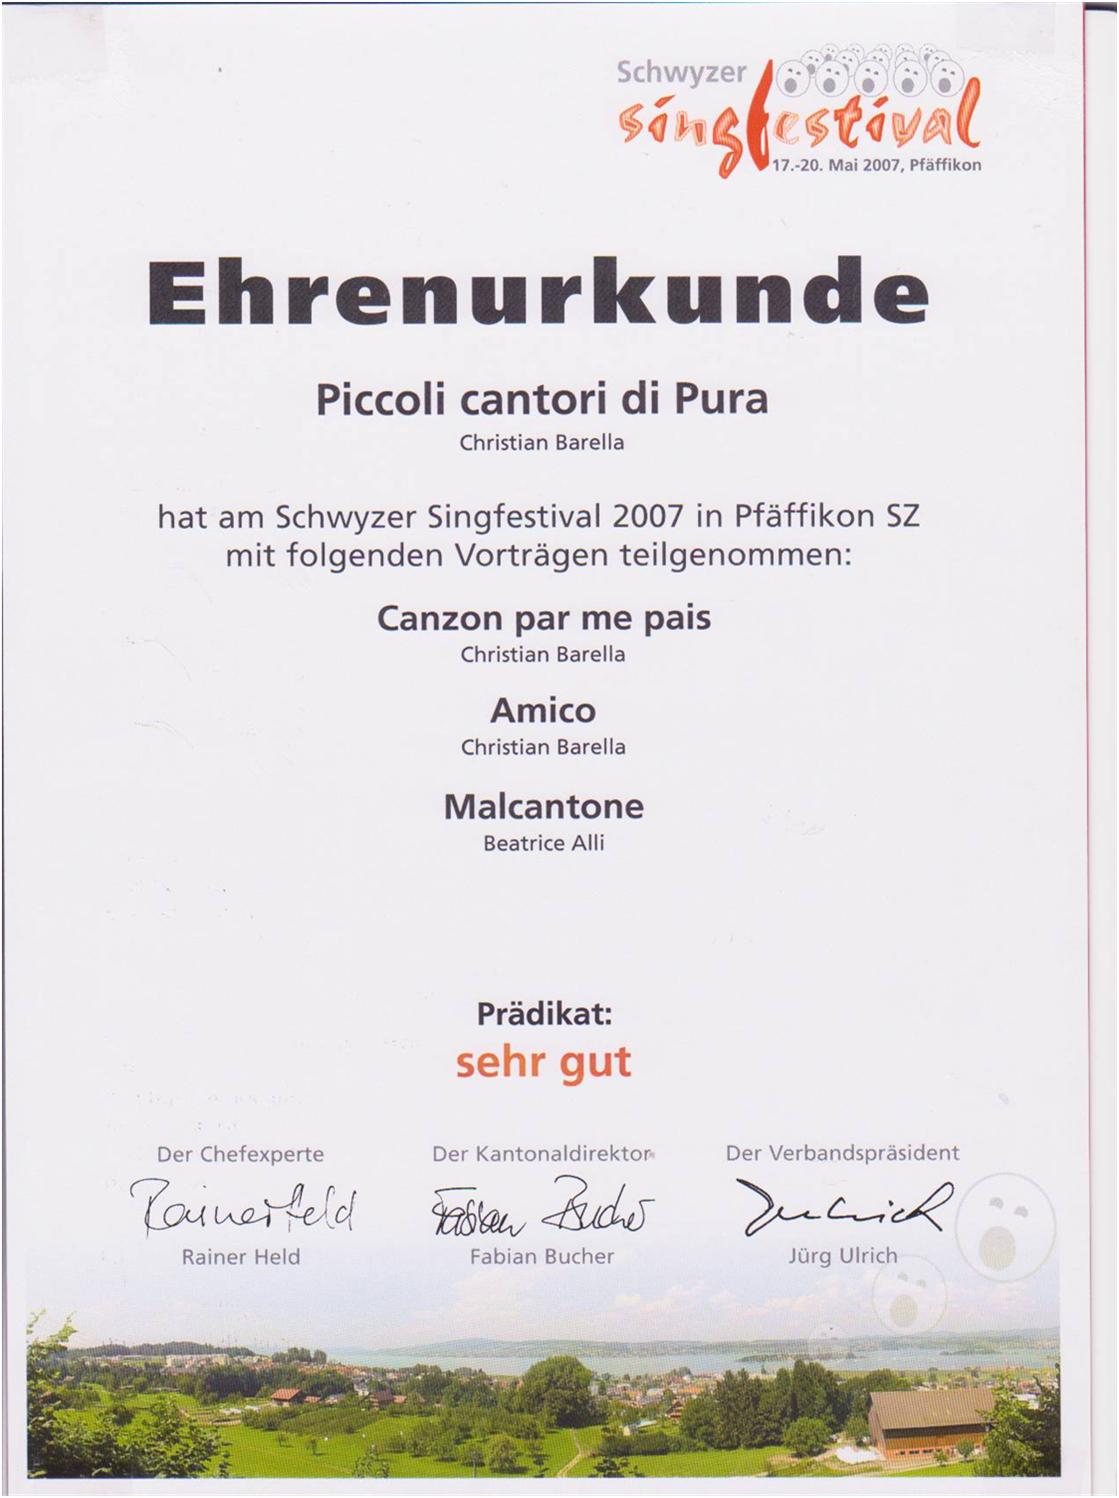 Schwyzer
singfestival
17.-20. Mai 2007, Pfäffikon
Ehrenurkunde
Piccoli cantori di Pura
Christian Barella
hat am Schwyzer Singfestival 2007 in Pfäffikon SZ
mit folgenden Vorträgen teilgenommen:
Canzon par me pais
Christian Barella
Amico
Christian Barella
Malcantone
Beatrice Alli
Prädikat:
sehr gut
Der Chefexperte Der Kantonaldirektor Der Verbandspräsident
Rainer Held Fabian Bucher
Rainer Held Fabian Bucher Jürg Ulrich